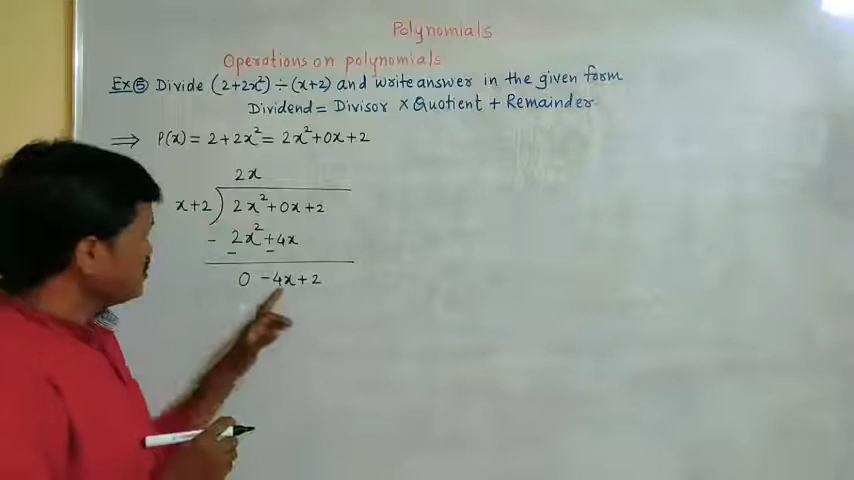 Polynomials
Operations on polynomials
Ex⑤ Divide (2+2x²) ÷ (x+2) and write answer in the given form
Dividend = Divisor × Quotient + Remainder.
⟹ P(x) = 2+2x² = 2x²+0x+2
2x
x+2 ) 2x²+0x+2
- 2x²+4x
- -
0 -4x+2